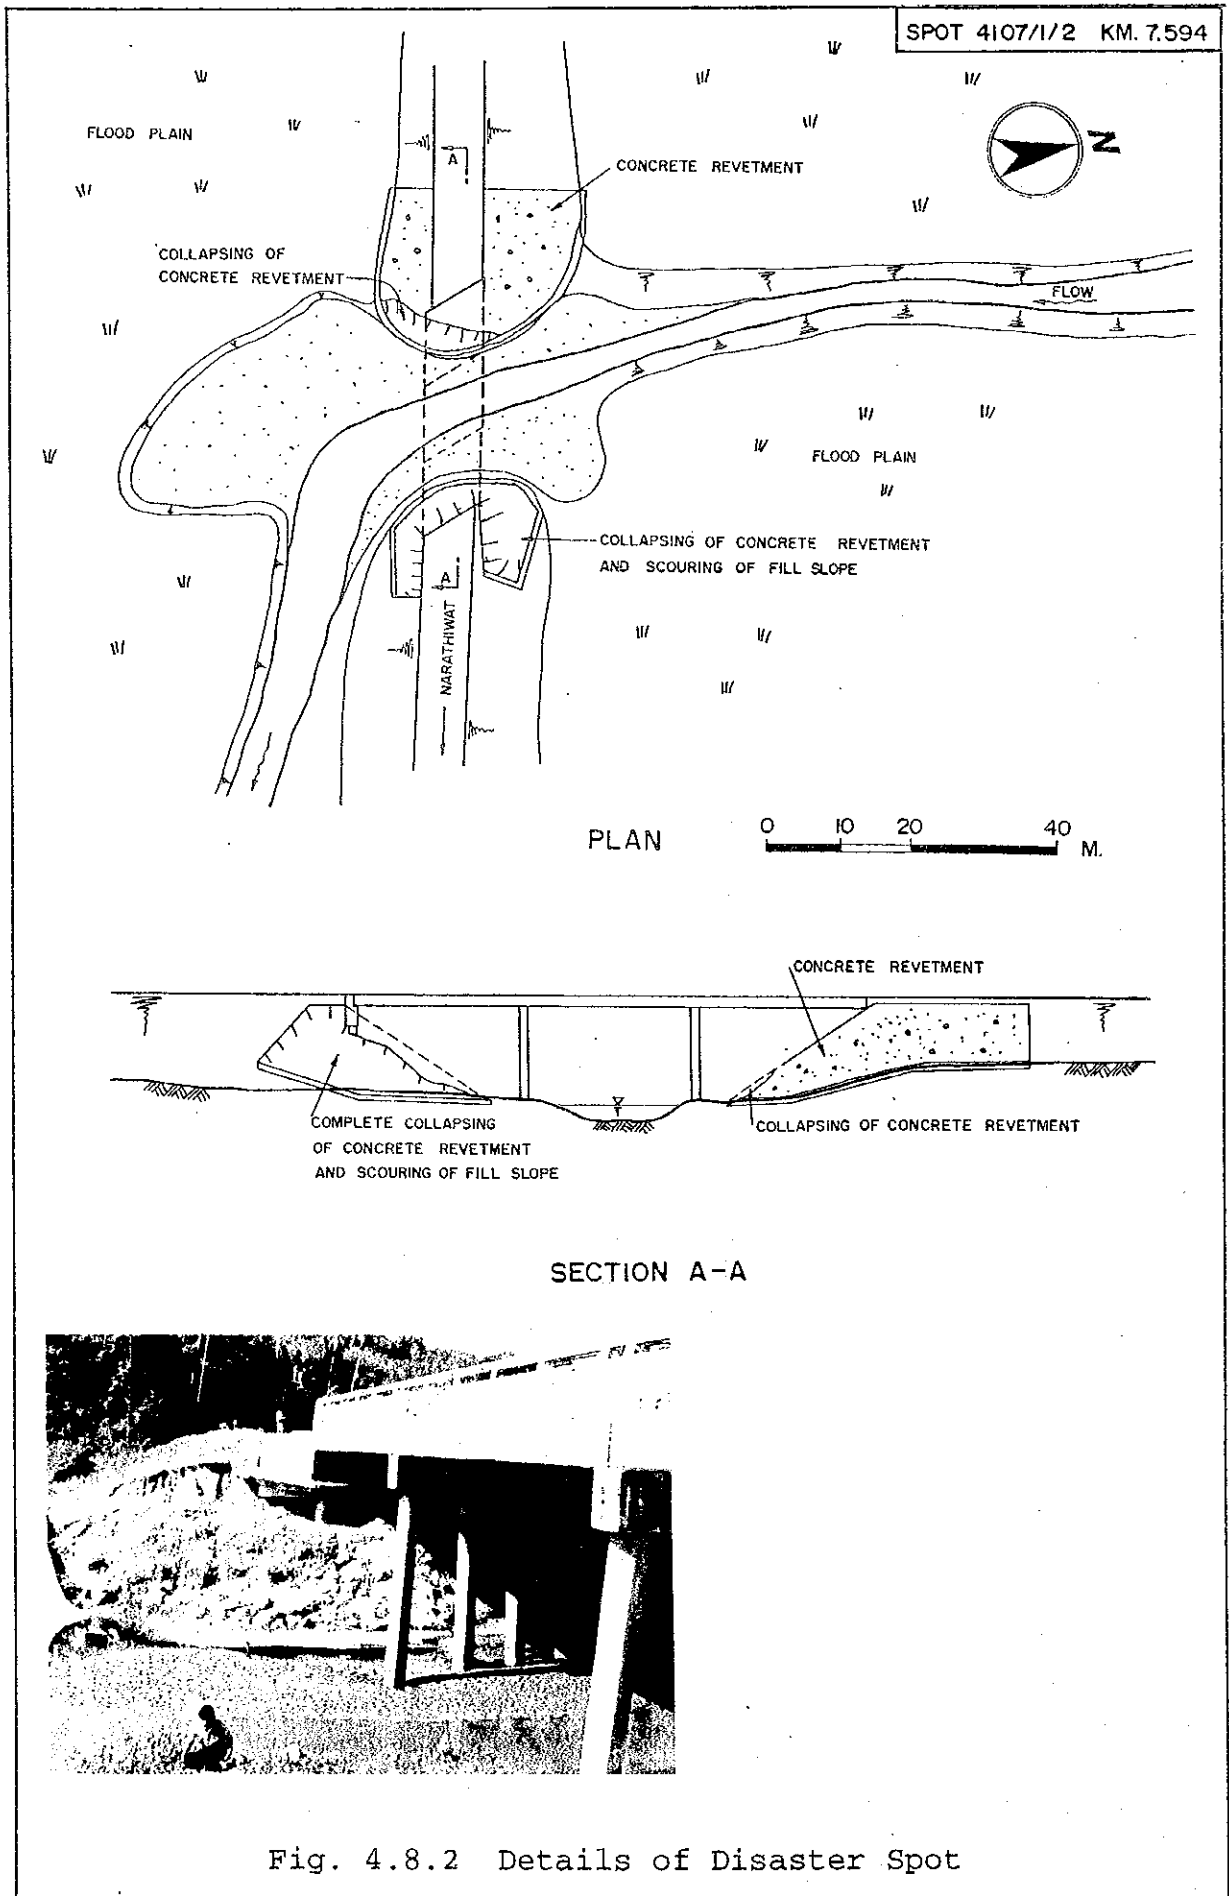 SPOT 4107/1/2 KM. 7.594
FLOOD PLAIN
N
A
CONCRETE REVETMENT
COLLAPSING OF
CONCRETE REVETMENT
FLOW
FLOOD PLAIN
COLLAPSING OF CONCRETE REVETMENT
AND SCOURING OF FILL SLOPE
A
NARATHIWAT
PLAN
0 10 20 40 M.
CONCRETE REVETMENT
COMPLETE COLLAPSING
OF CONCRETE REVETMENT
AND SCOURING OF FILL SLOPE
COLLAPSING OF CONCRETE REVETMENT
SECTION A-A
Fig. 4.8.2 Details of Disaster Spot